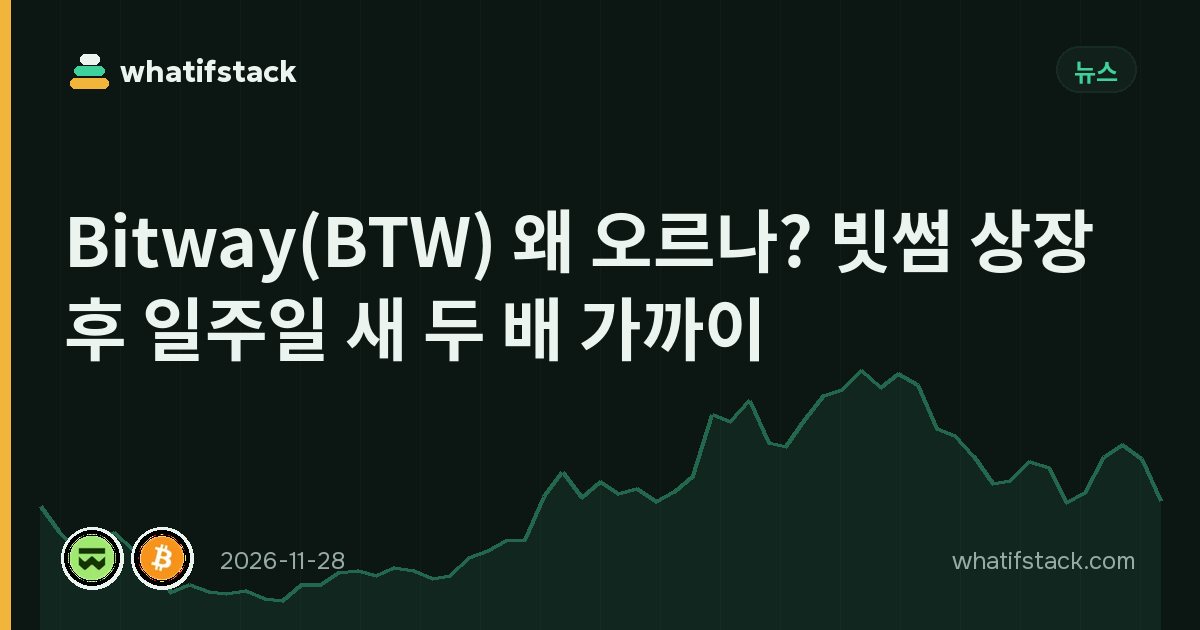 whatifstack
뉴스
Bitway(BTW) 왜 오르나? 빗썸 상장
후 일주일 새 두 배 가까이
2026-11-28
whatifstack.com